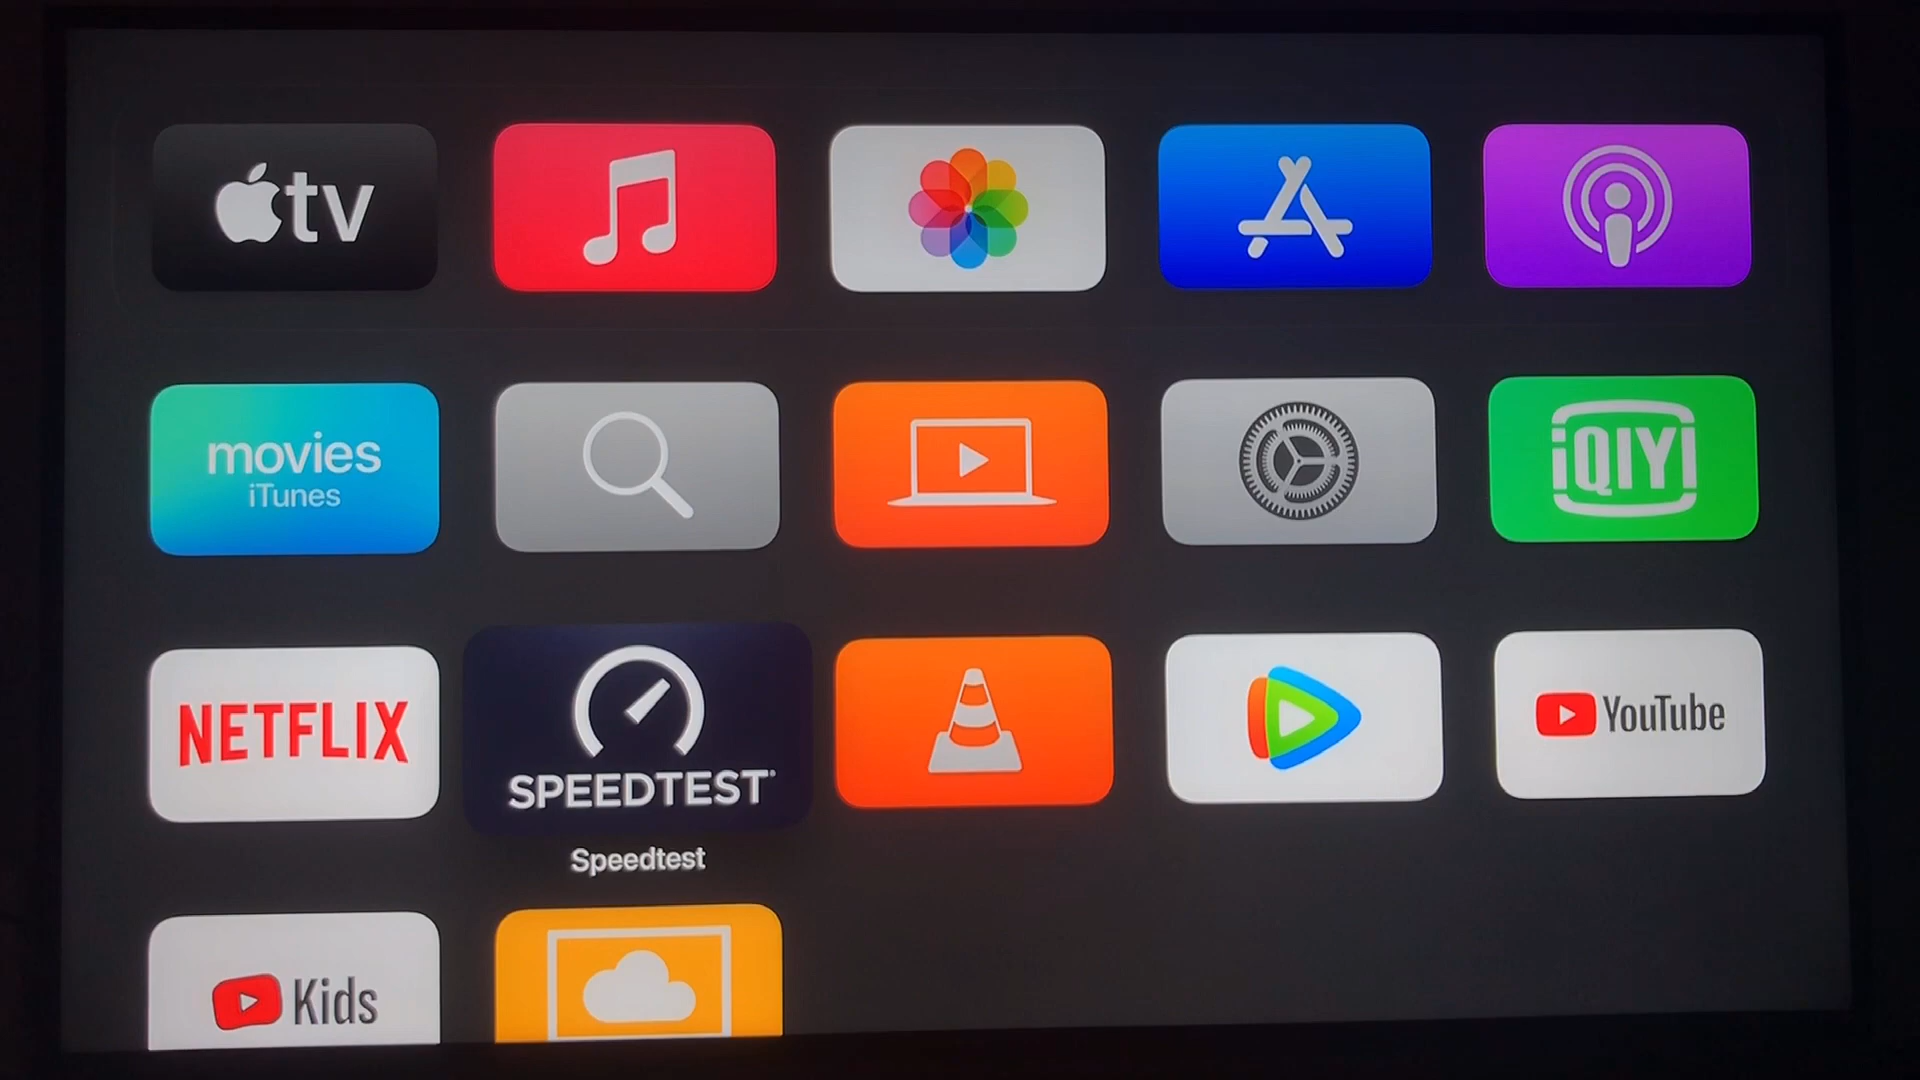 tv
movies
iTunes
iQIYI
NETFLIX
SPEEDTEST
YouTube
Speedtest
Kids